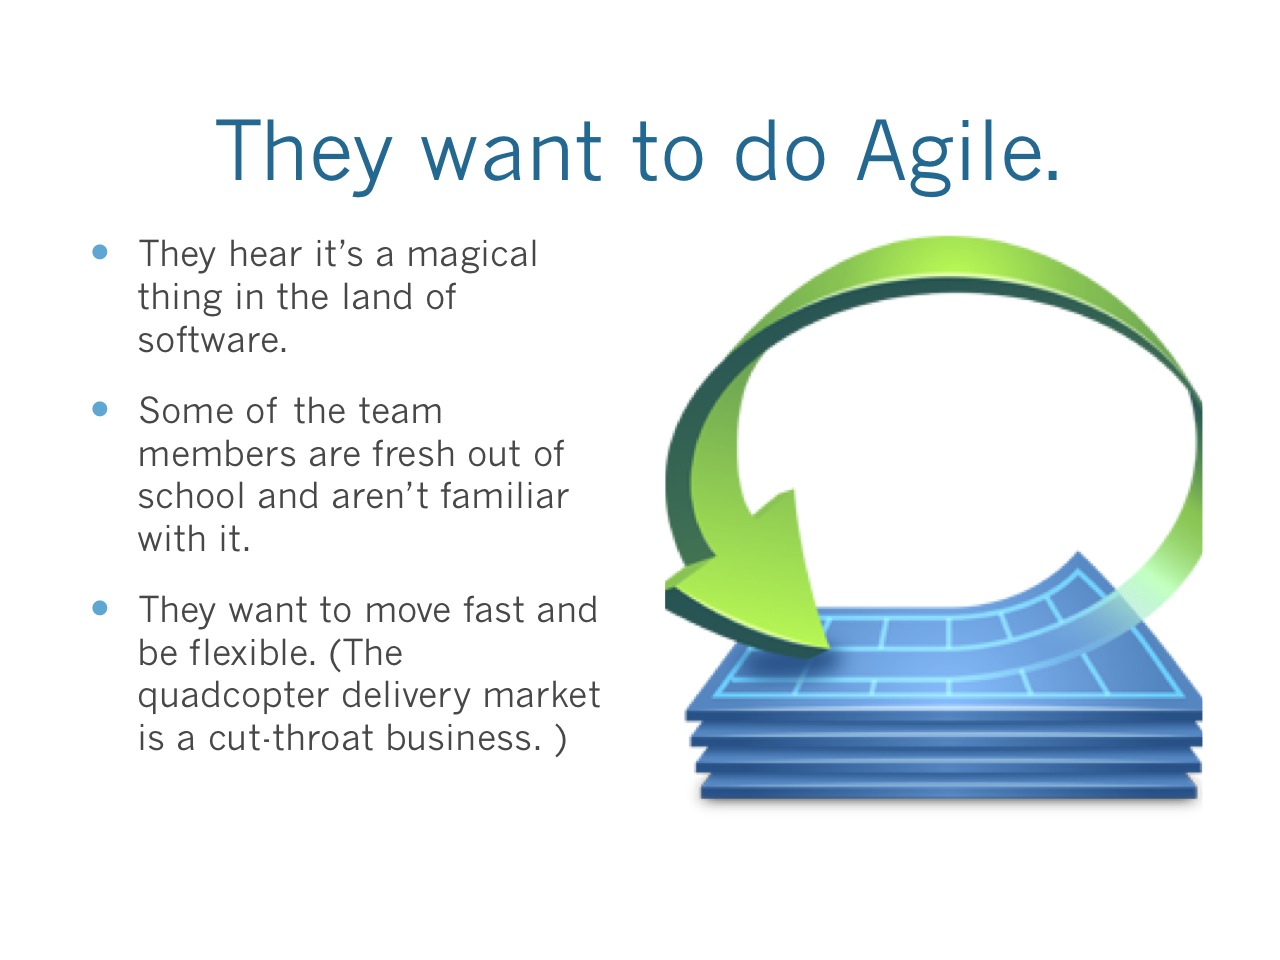 They want to do Agile.
They hear it’s a magical
thing in the land of
software.
Some of the team
members are fresh out of
school and aren’t familiar
with it.
They want to move fast and
be flexible. (The
quadcopter delivery market
is a cut-throat business. )